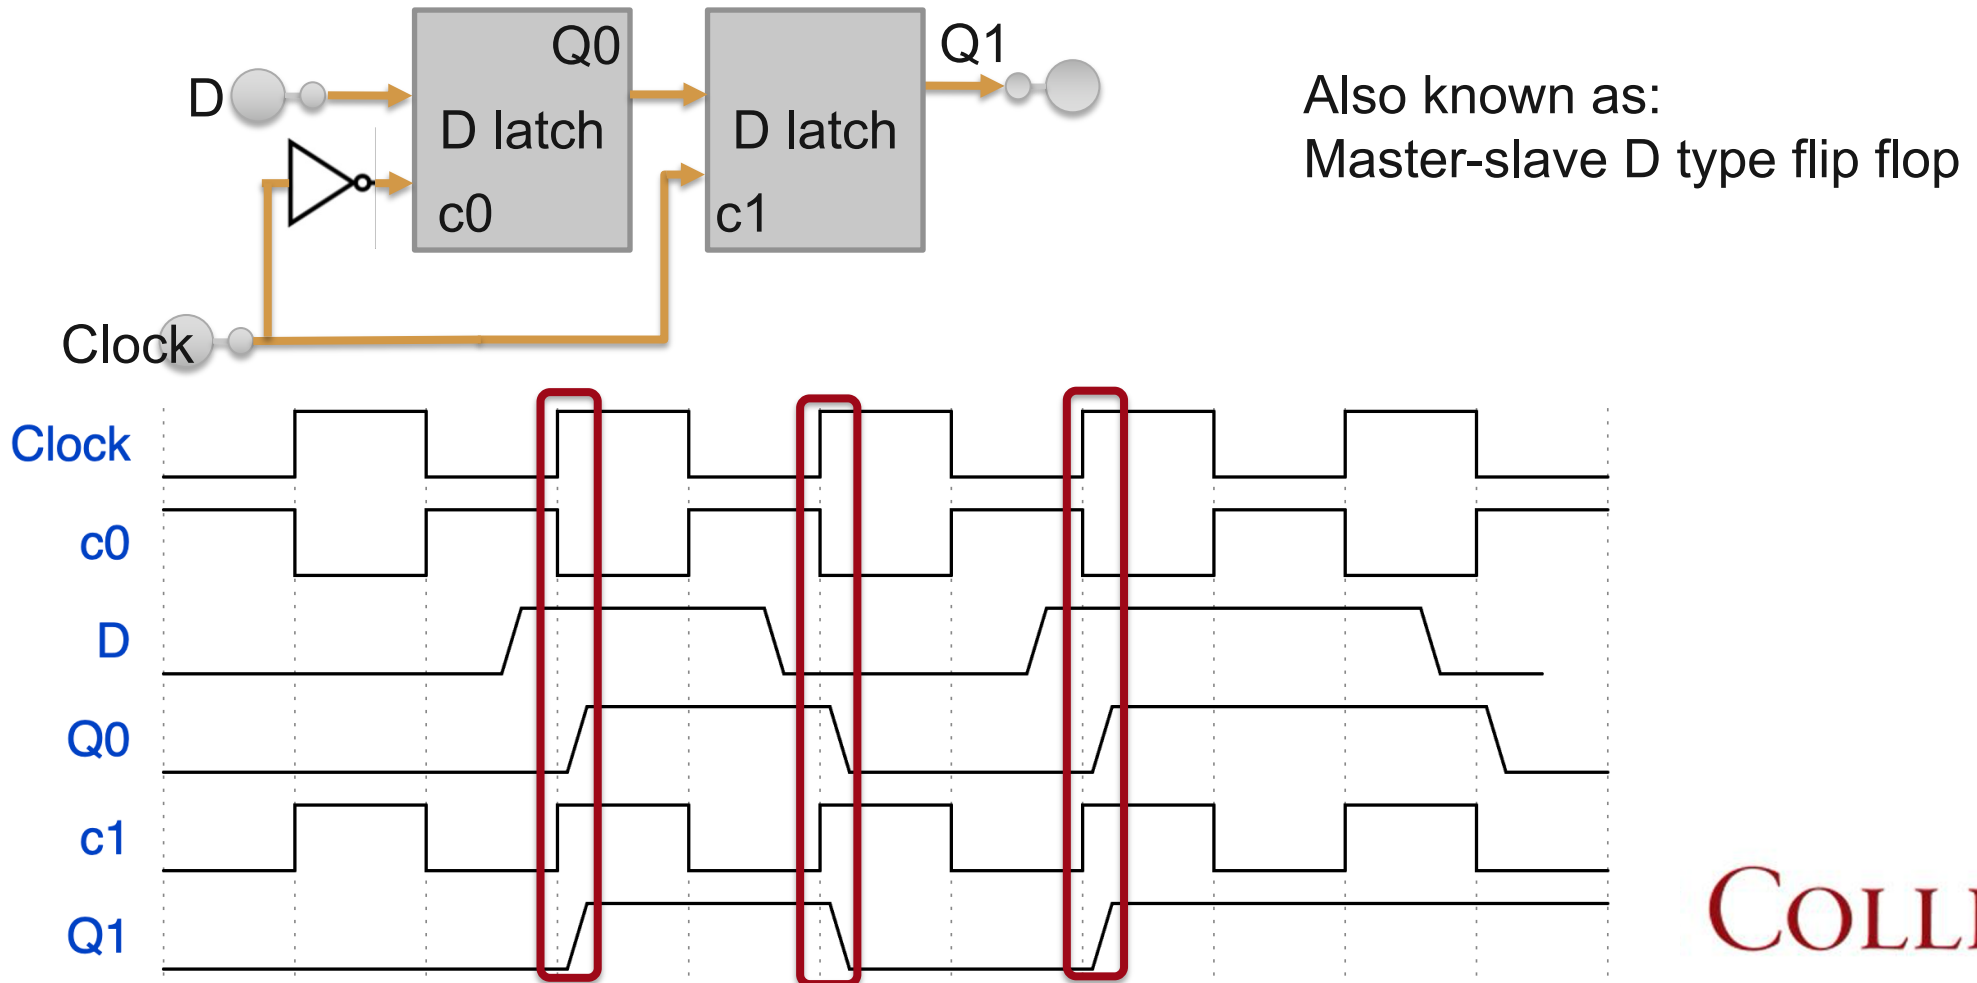 Q0
Q1
D
D latch
D latch
c0
c1
Clock
Also known as:
Master-slave D type flip flop
Clock
c0
D
Q0
c1
Q1